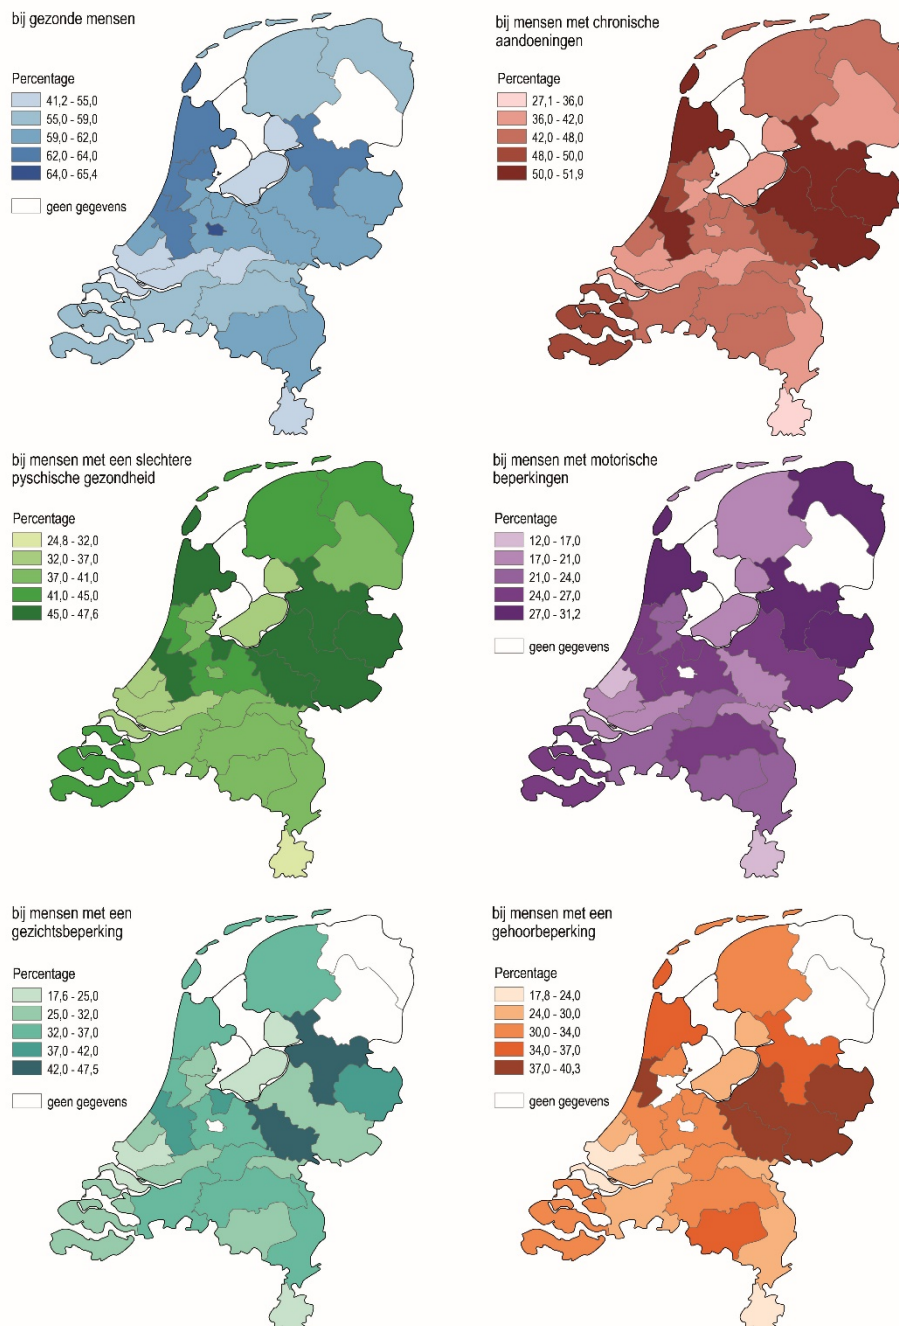 bij gezonde mensen
Percentage
41,2 - 55,0
55,0 - 59,0
59,0 - 62,0
62,0 - 64,0
64,0 - 65,4
geen gegevens
bij mensen met chronische
aandoeningen
Percentage
27,1 - 36,0
36,0 - 42,0
42,0 - 48,0
48,0 - 50,0
50,0 - 51,9
bij mensen met een slechtere
pyschische gezondheid
Percentage
24,8 - 32,0
32,0 - 37,0
37,0 - 41,0
41,0 - 45,0
45,0 - 47,6
bij mensen met motorische
beperkingen
Percentage
12,0 - 17,0
17,0 - 21,0
21,0 - 24,0
24,0 - 27,0
27,0 - 31,2
geen gegevens
bij mensen met een
gezichtsbeperking
Percentage
17,6 - 25,0
25,0 - 32,0
32,0 - 37,0
37,0 - 42,0
42,0 - 47,5
geen gegevens
bij mensen met een
gehoorbeperking
Percentage
17,8 - 24,0
24,0 - 30,0
30,0 - 34,0
34,0 - 37,0
37,0 - 40,3
geen gegevens